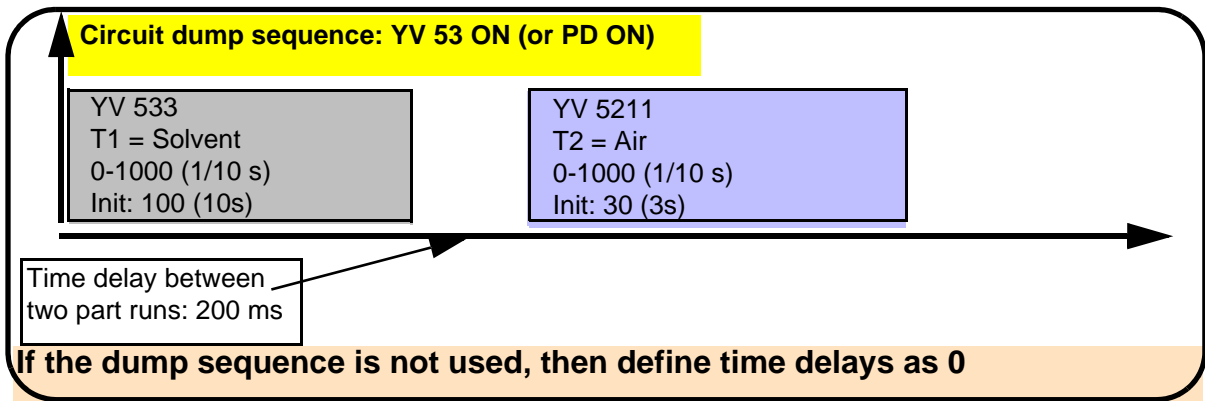 Circuit dump sequence: YV 53 ON (or PD ON)
YV 533
T1 = Solvent
0-1000 (1/10 s)
Init: 100 (10s)
YV 5211
T2 = Air
0-1000 (1/10 s)
Init: 30 (3s)
Time delay between
two part runs: 200 ms
If the dump sequence is not used, then define time delays as 0